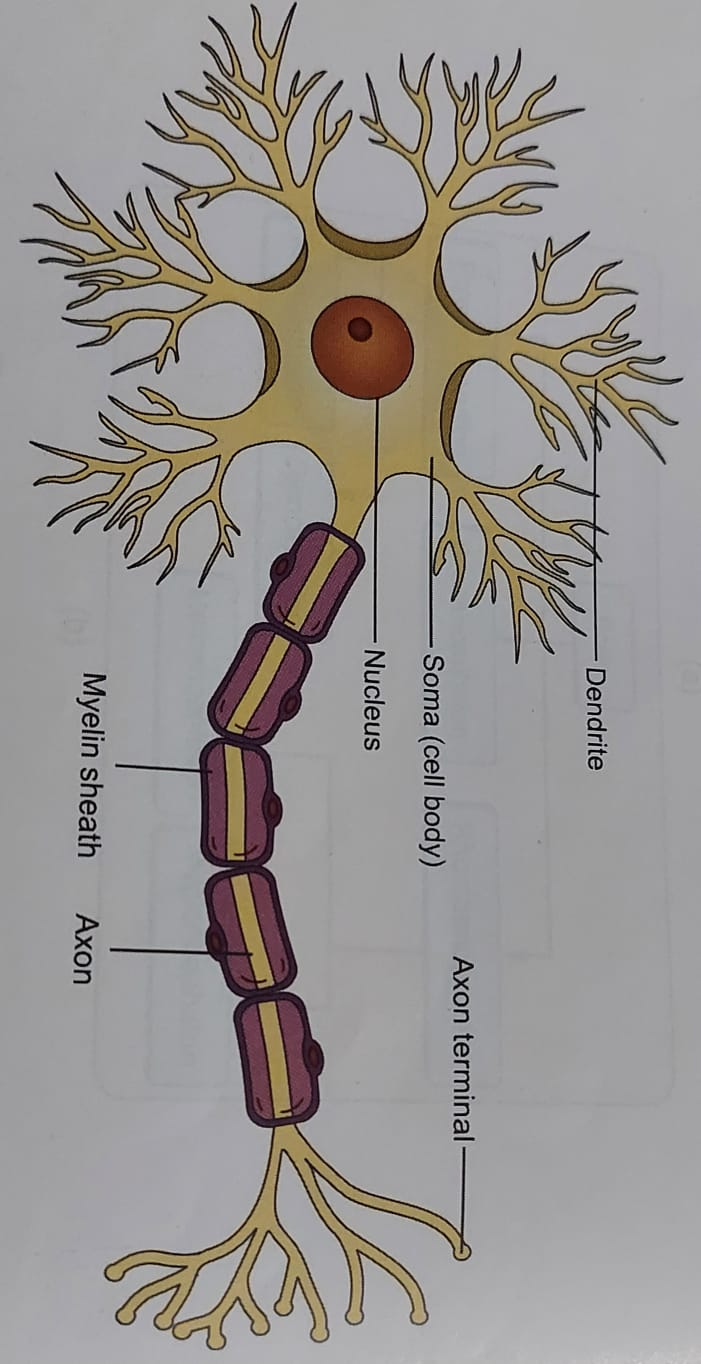 Dendrite
Soma (cell body)
Nucleus
Axon terminal
Myelin sheath
Axon